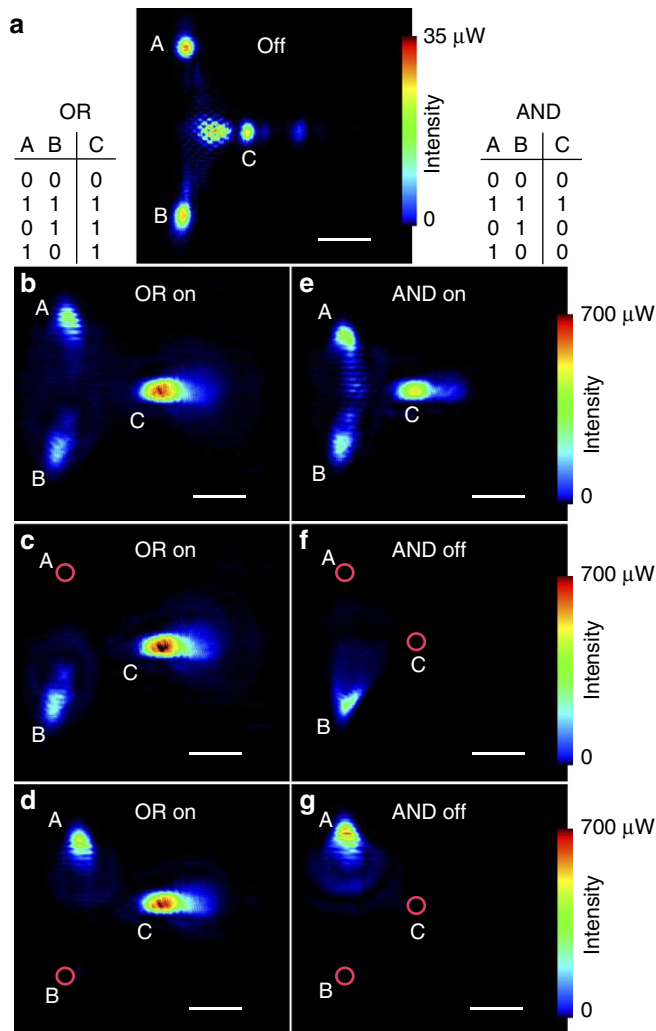 a
A
Off
35 μW
Intensity
0
C
B
OR
A B C
0 0 0
1 1 1
0 1 1
1 0 1
AND
A B C
0 0 0
1 1 1
0 1 0
1 0 0
b
OR on
A
C
B
e
AND on
A
C
B
700 μW
Intensity
0
c
OR on
A
C
B
f
AND off
A
C
B
700 μW
Intensity
0
d
OR on
A
C
B
g
AND off
A
C
B
700 μW
Intensity
0